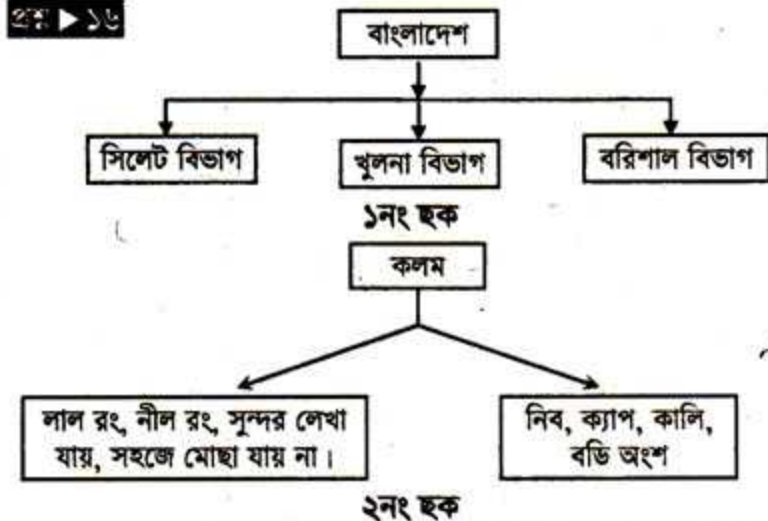 প্রশ্ন ▶ ১৬
বাংলাদেশ
সিলেট বিভাগ খুলনা বিভাগ বরিশাল বিভাগ
১নং ছক
কলম
লাল রং, নীল রং, সুন্দর লেখা
যায়, সহজে মোছা যায় না।
নিব, ক্যাপ, কালি,
বডি অংশ
২নং ছক